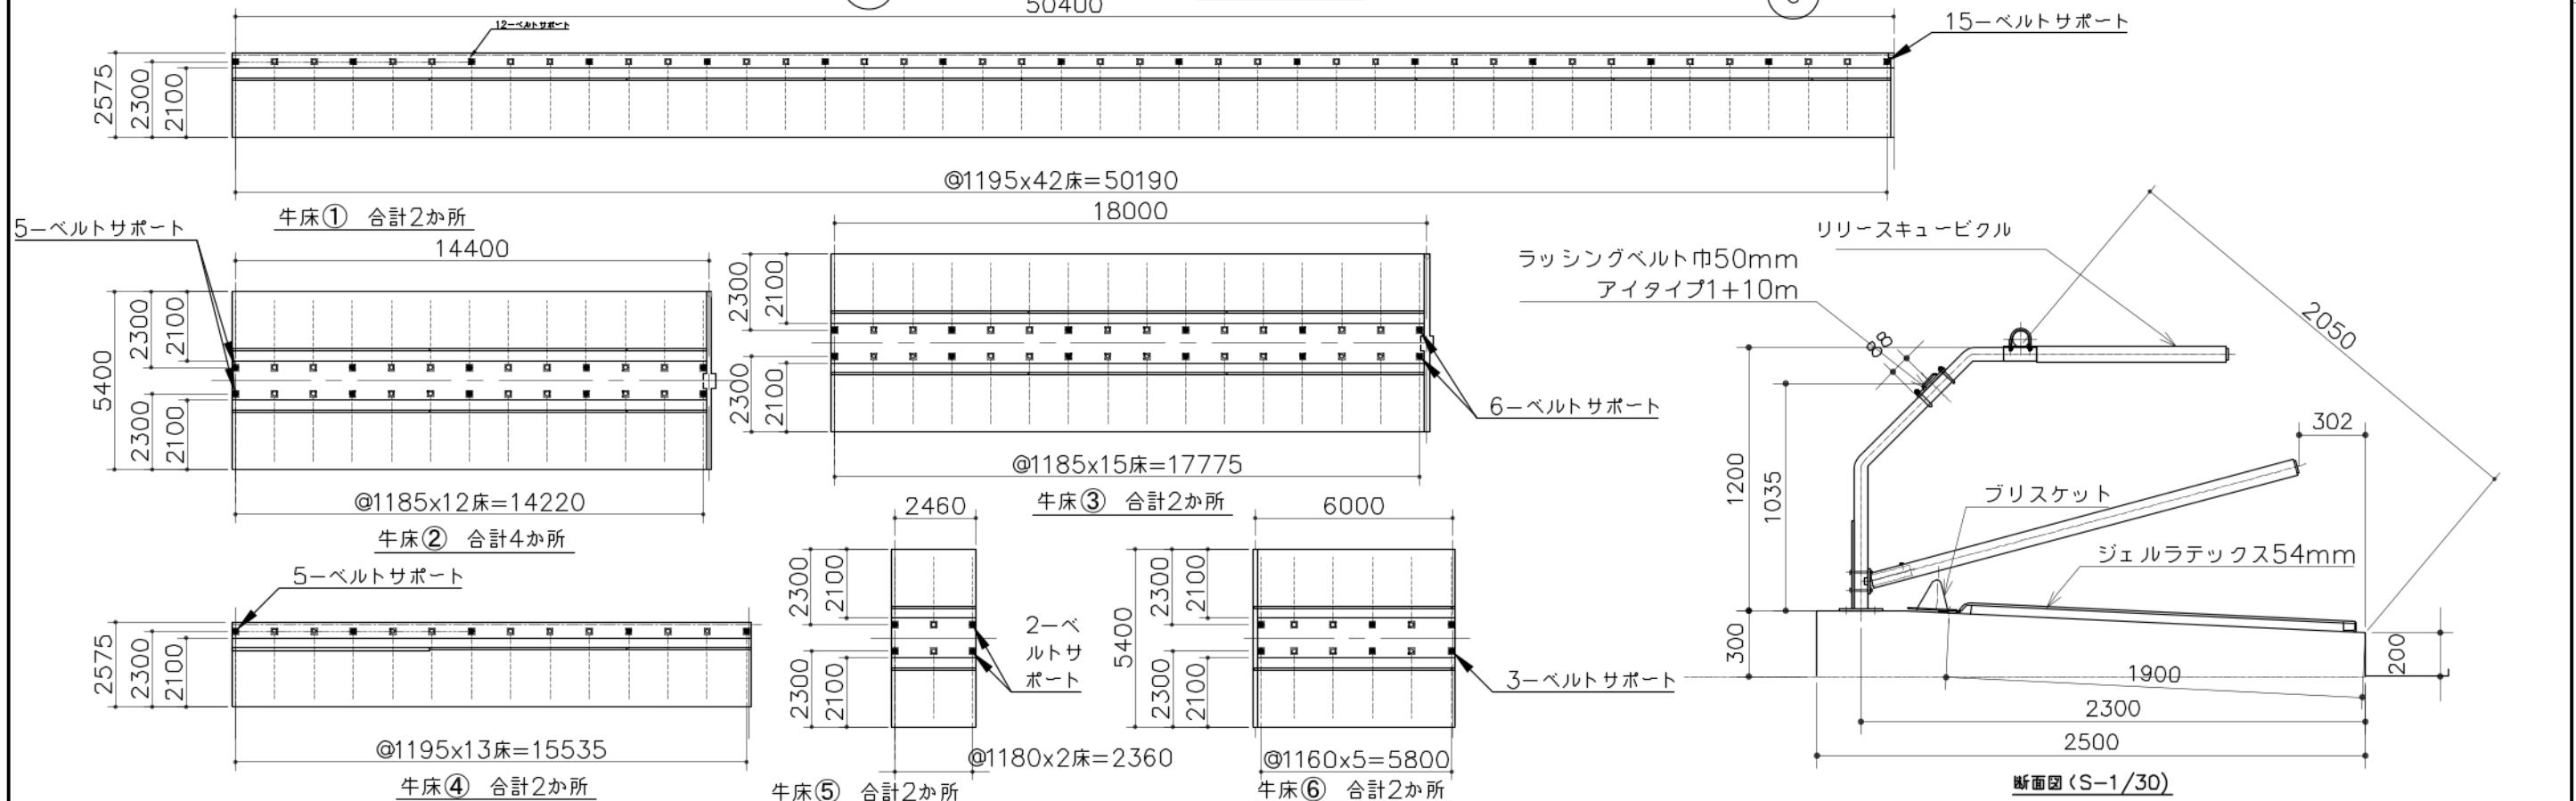 50400
12-ベルトサポート
15-ベルトサポート
2575
2300
2100
@1195x42床=50190
牛床① 合計2か所
5-ベルトサポート
14400
5400
2300
2100
2300
2100
@1185x12床=14220
牛床② 合計4か所
18000
2300
2100
2300
2100
6-ベルトサポート
@1185x15床=17775
牛床③ 合計2か所
5-ベルトサポート
2575
2300
2100
@1195x13床=15535
牛床④ 合計2か所
2460
2300
2100
2300
2100
2-ベ
ルトサ
ポート
@1180x2床=2360
牛床⑤ 合計2か所
6000
5400
2300
2100
2300
2100
3-ベルトサポート
@1160x5=5800
牛床⑥ 合計2か所
リリースキュービクル
ラッシングベルト巾50mm
アイタイプ1+10m
88
2050
302
1200
1035
ブリスケット
ジェルラテックス54mm
300
200
1900
2300
2500
断面図(S-1/30)